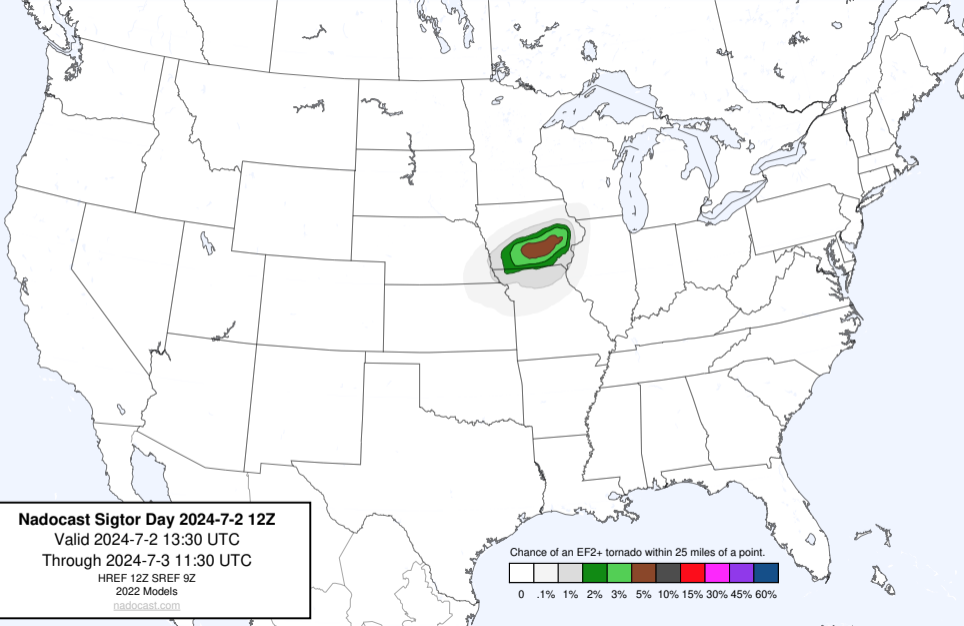 Nadocast Sigtor Day 2024-7-2 12Z
Valid 2024-7-2 13:30 UTC
Through 2024-7-3 11:30 UTC
HREF 12Z SREF 9Z
2022 Models
nadocast.com
Chance of an EF2+ tornado within 25 miles of a point.
0 .1% 1% 2% 3% 5% 10% 15% 30% 45% 60%